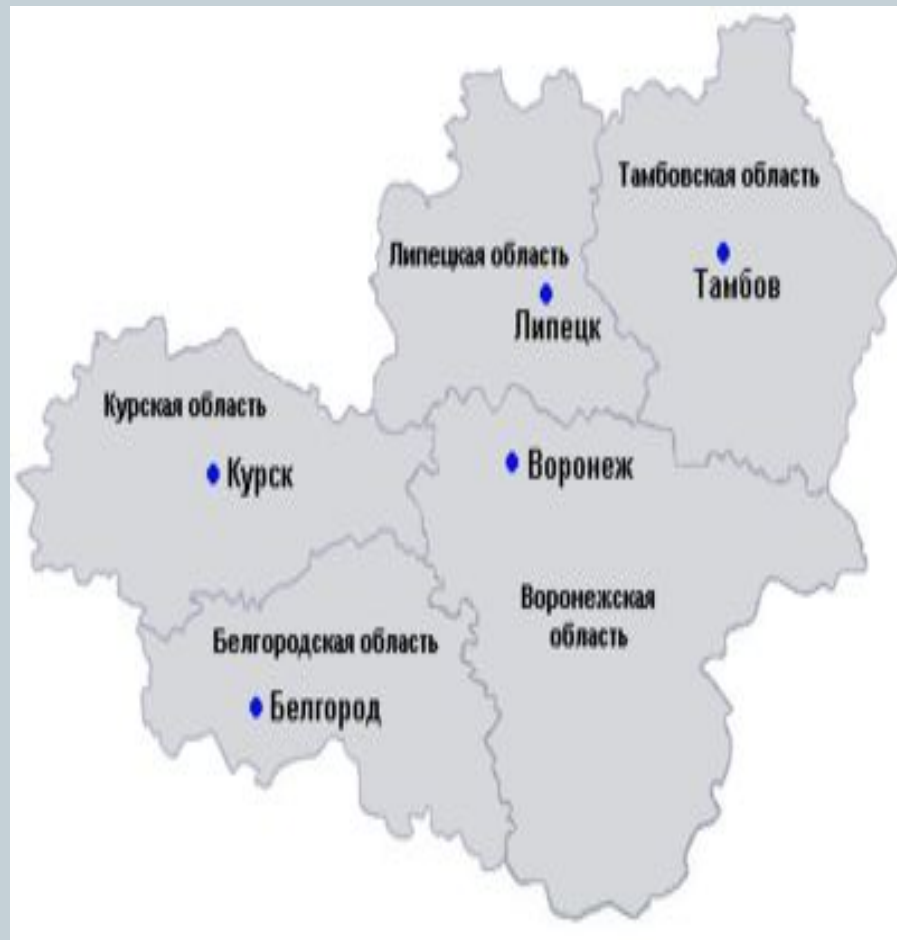 Тамбовская область
Тамбов
Липецкая область
Липецк
Курская область
Курск
Воронеж
Воронежская
область
Белгородская область
Белгород